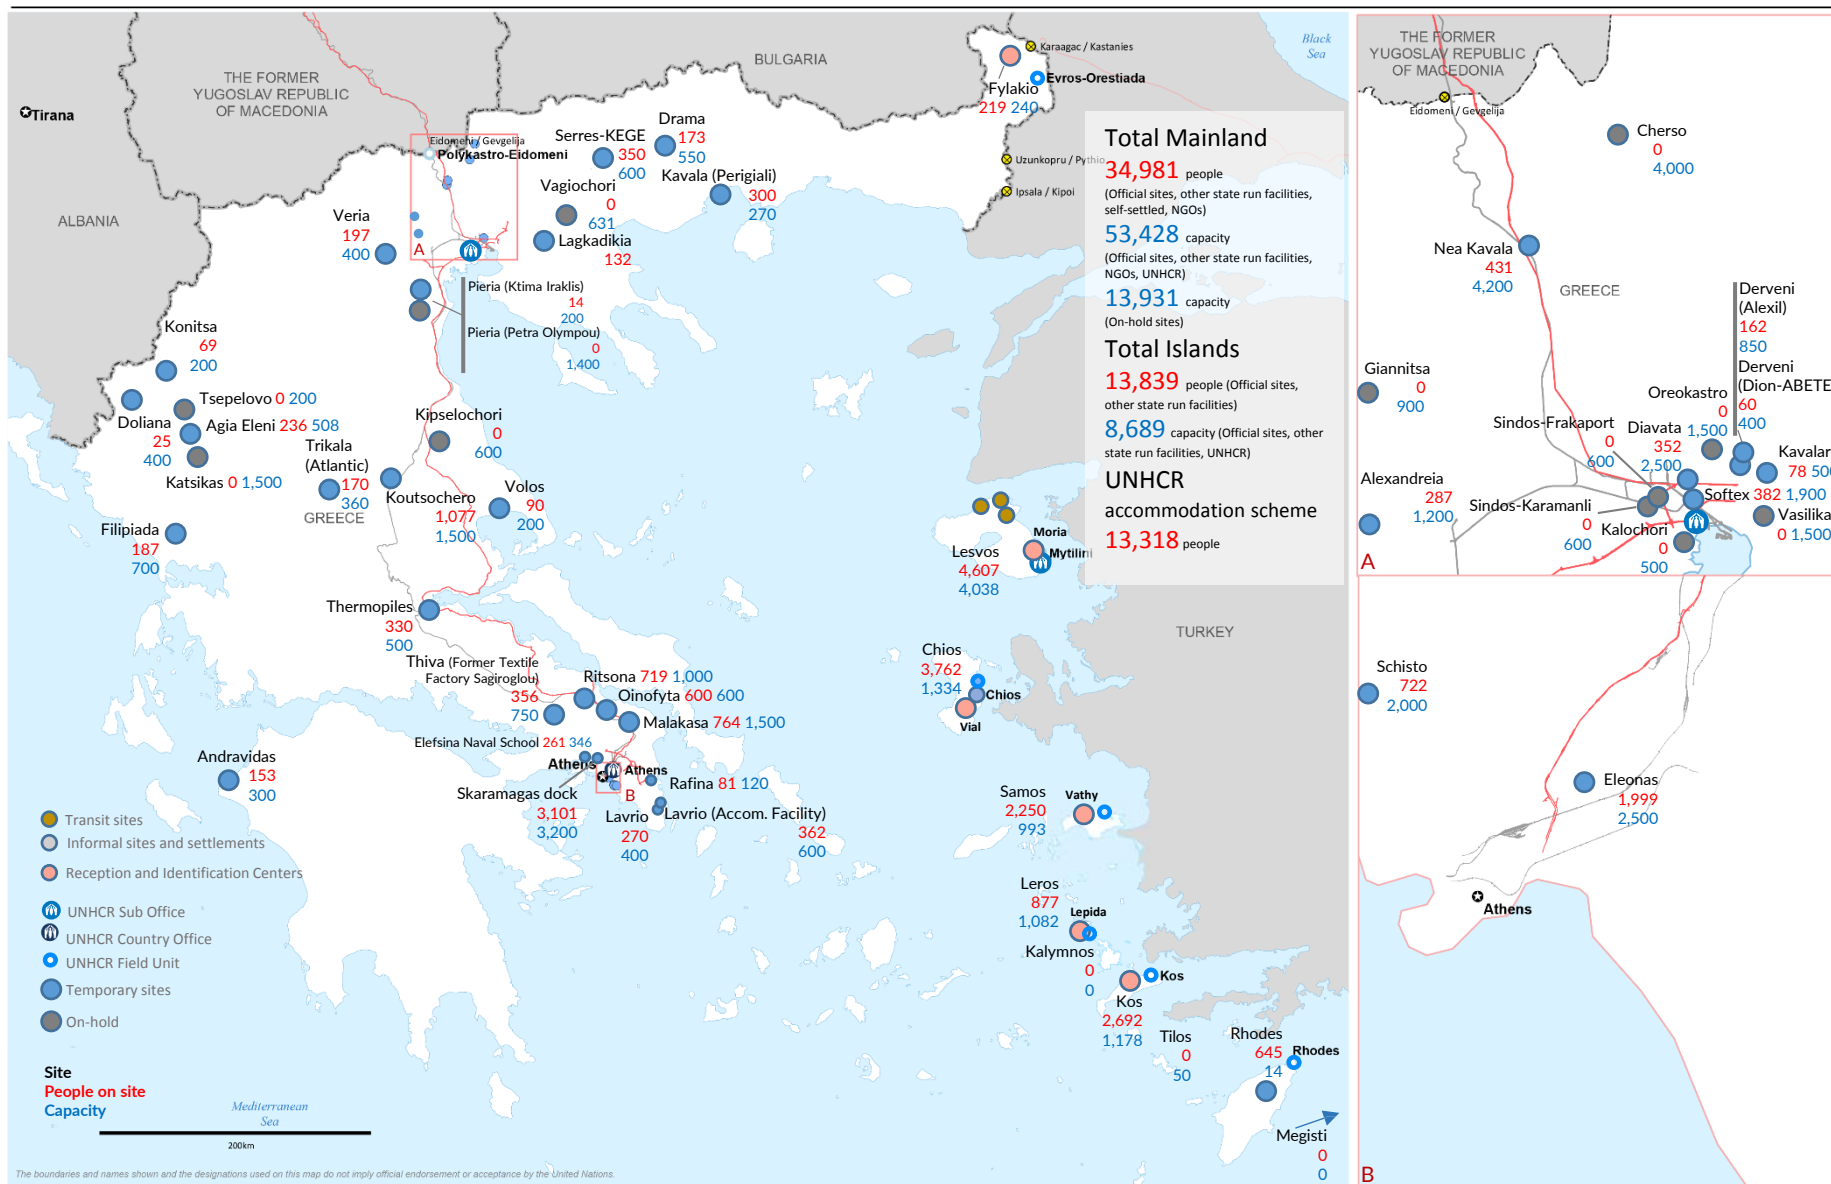 THE FORMER
YUGOSLAV REPUBLIC
OF MACEDONIA
BULGARIA
Black
Sea
Tirana
ALBANIA
GREECE
TURKEY
Karaagac / Kastanies
Evros-Orestiada
Fylakio
219 240
Uzunkopru / Pythio
Ipsala / Kipoi
Eidomeni / Gevgelija
Polykastro-Eidomeni
A
Serres-KEGE
350
600
Drama
173
550
Kavala (Perigiali)
300
270
Vagiochori
0
631
Lagkadikia
132
Veria
197
400
Pieria (Ktima Iraklis)
14
200
Pieria (Petra Olympou)
0
1,400
Konitsa
69
200
Tsepelovo 0 200
Doliana
25
400
Agia Eleni 236 508
Katsikas 0 1,500
Trikala
(Atlantic)
170
360
Kipselochori
0
600
Koutsochero
1,077
1,500
Volos
90
200
Filipiada
187
700
Thermopiles
330
500
Thiva (Former Textile
Factory Sagiroglou)
356
750
Ritsona 719 1,000
Oinofyta 600 600
Malakasa 764 1,500
Elefsina Naval School 261 346
Athens
Athens
B
Rafina 81 120
Skaramagas dock
3,101
3,200
Lavrio
270
400
Lavrio (Accom. Facility)
362
600
Andravidas
153
300
Moria
Mytilini
Lesvos
4,607
4,038
Chios
3,762
1,334
Chios
Vial
Samos
2,250
993
Vathy
Leros
877
1,082
Lepida
Kalymnos
0
0
Kos
Kos
2,692
1,178
Tilos
0
50
Rhodes
645
14
Rhodes
Megisti
0
0
Total Mainland
34,981 people
(Official sites, other state run facilities,
self-settled, NGOs)
53,428 capacity
(Official sites, other state run facilities,
NGOs, UNHCR)
13,931 capacity
(On-hold sites)
Total Islands
13,839 people (Official sites,
other state run facilities)
8,689 capacity (Official sites, other
state run facilities, UNHCR)
UNHCR
accommodation scheme
13,318 people
Transit sites
Informal sites and settlements
Reception and Identification Centers
UNHCR Sub Office
UNHCR Country Office
UNHCR Field Unit
Temporary sites
On-hold
Site
People on site
Capacity
Mediterranean
Sea
200km
The boundaries and names shown and the designations used on this map do not imply official endorsement or acceptance by the United Nations.
THE FORMER
YUGOSLAV REPUBLIC
OF MACEDONIA
Eidomeni / Gevgelija
Cherso
0
4,000
Nea Kavala
431
4,200
GREECE
Derveni
(Alexil)
162
850
Derveni
(Dion-ABETE
60
400
Giannitsa
0
900
Oreokastro
0
1,500
Sindos-Frakaport
0
600
Diavata
352
2,500
Kavalar
78 500
Alexandreia
287
1,200
Softex 382 1,900
Sindos-Karamanli
0
600
Vasilika
0 1,500
Kalochori
0
500
A
Schisto
722
2,000
Eleonas
1,999
2,500
Athens
B